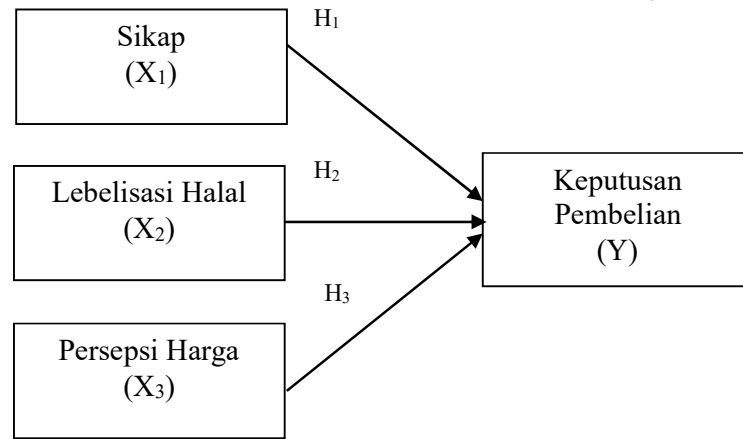 H₁
Sikap
(X₁)
H₂
Lebelisasi Halal
(X₂)
Keputusan
Pembelian
(Y)
H₃
Persepsi Harga
(X₃)